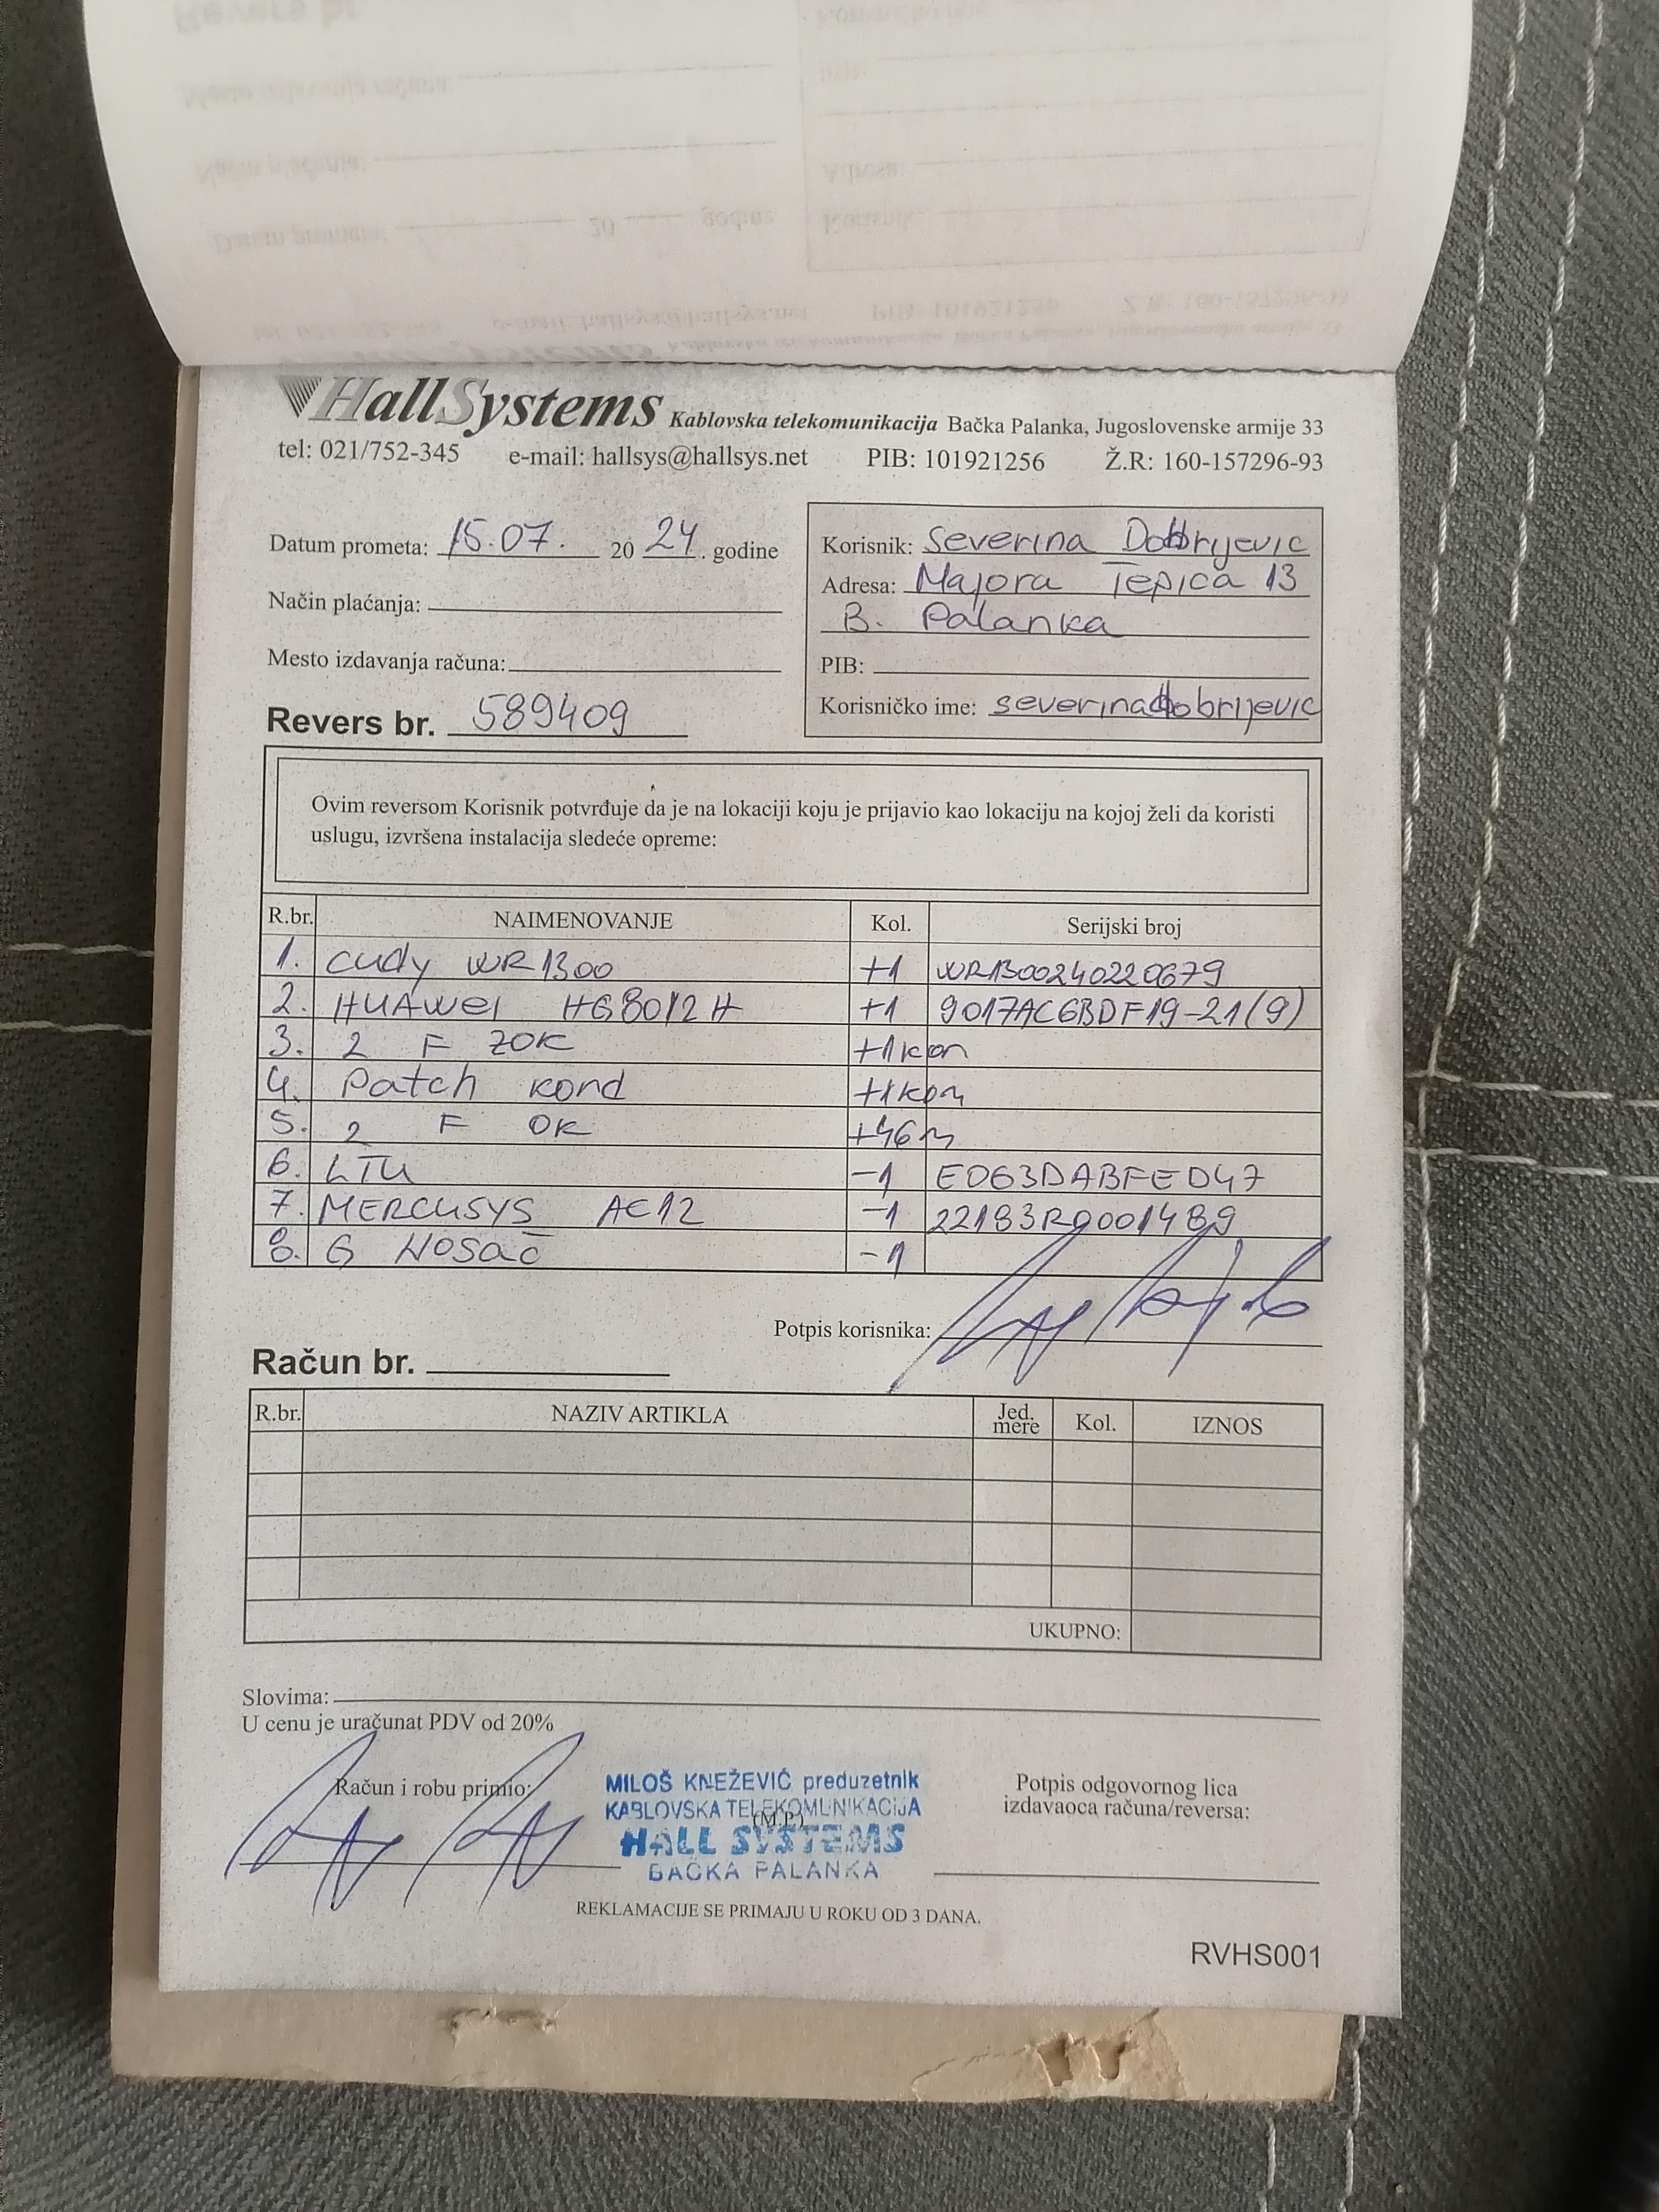 HallSystems Kablovska telekomunikacija Bačka Palanka, Jugoslovenske armije 33
tel: 021/752-345 e-mail: hallsys@hallsys.net PIB: 101921256 Ž.R: 160-157296-93
Datum prometa: 15.07. 20 24. godine
Način plaćanja:
Mesto izdavanja računa:
Revers br. 589409
Korisnik: Severina Dobrijevic
Adresa: Majora Tepica 13
B. Palanka
PIB:
Korisničko ime: severinadobrijevic
Ovim reversom Korisnik potvrđuje da je na lokaciji koju je prijavio kao lokaciju na kojoj želi da koristi
uslugu, izvršena instalacija sledeće opreme:
R.br. NAIMENOVANJE Kol. Serijski broj
1. cudy WR1300 +1 WR1300240220679
2. HUAWEI HG8012H +1 9017AC6BDF19-21(9)
3. 2 F ZOK +1kom
4. Patch kord +1kom
5. 2 F OK +46m
6. LTU -1 E063DABFED47
7. MERCUSYS AC12 -1 22183R9001489
8. G NOSAČ -1
Potpis korisnika:
Račun br.
R.br. NAZIV ARTIKLA Jed. mere Kol. IZNOS
UKUPNO:
Slovima:
U cenu je uračunat PDV od 20%
Račun i robu primio:
MILOŠ KNEŽEVIĆ preduzetnik
KABLOVSKA TELEKOMUNIKACIJA
(M.P.)
HALL SYSTEMS
BAČKA PALANKA
Potpis odgovornog lica
izdavaoca računa/reversa:
REKLAMACIJE SE PRIMAJU U ROKU OD 3 DANA.
RVHS001